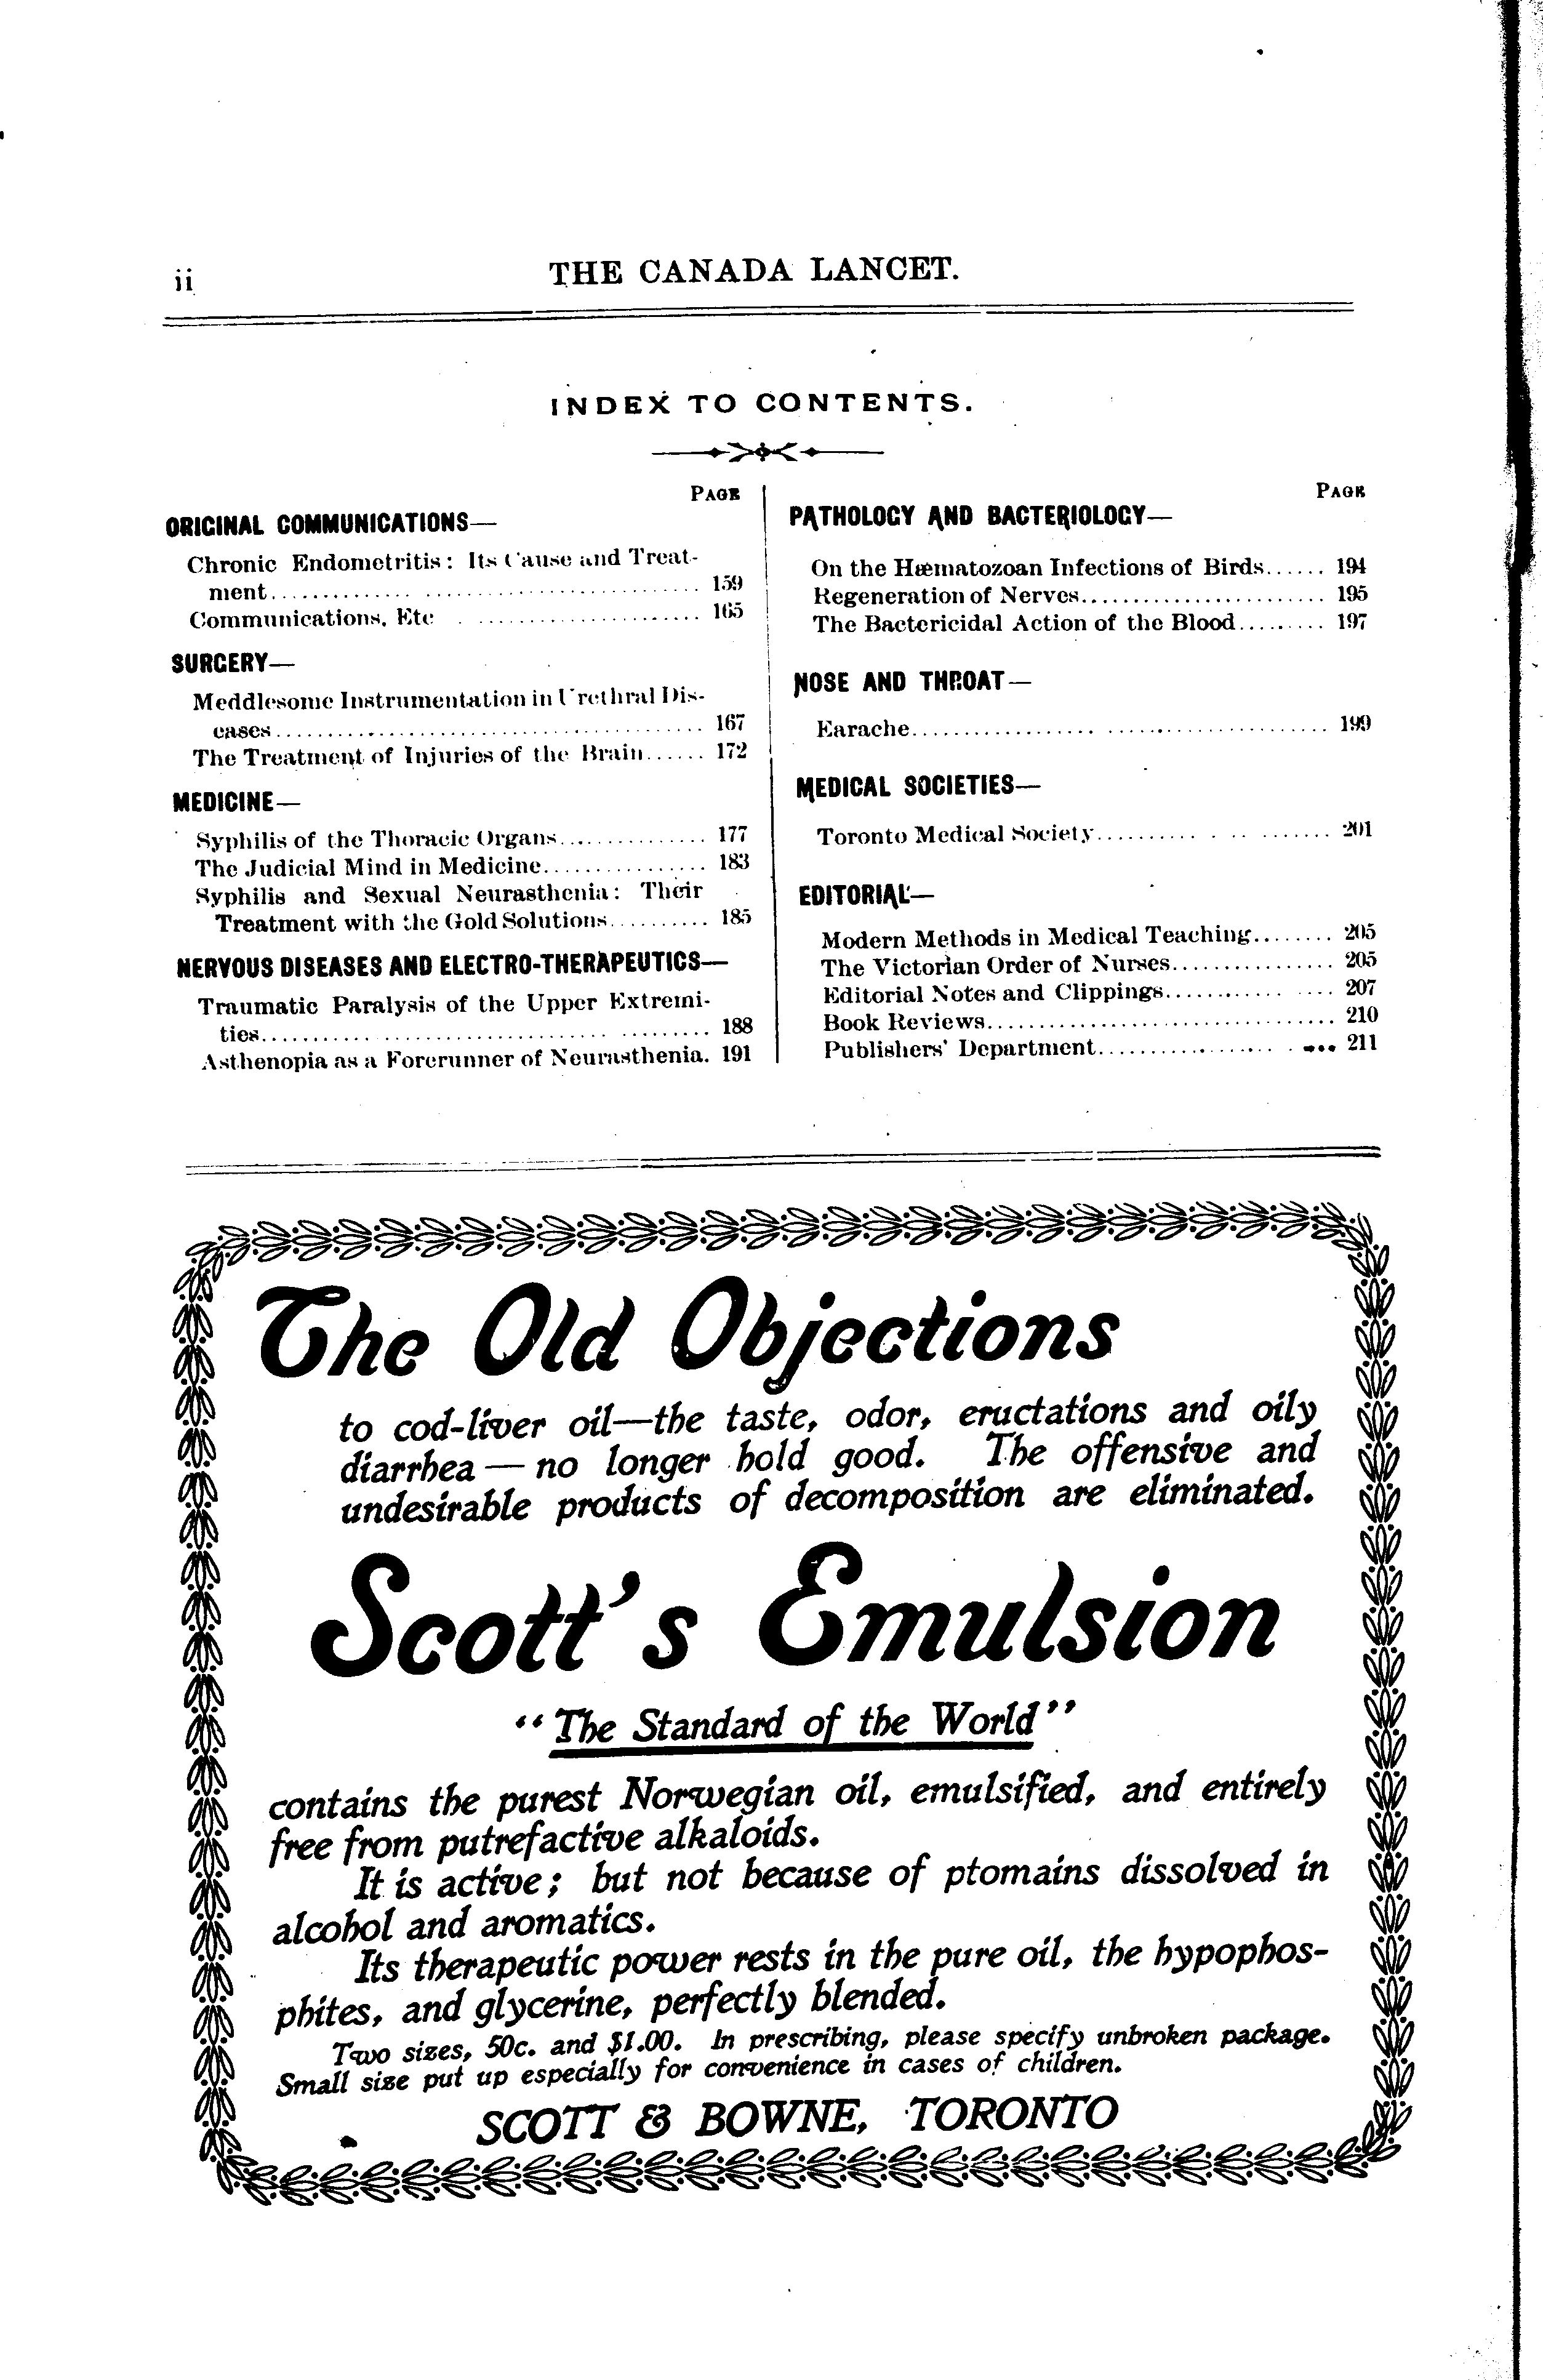 ii
THE CANADA LANCET.
INDEX TO CONTENTS.
PAGE
ORIGINAL COMMUNICATIONS—
Chronic Endometritis: Its Cause and Treat-
ment........................................ 159
Communications, Etc ........................ 165
SURGERY—
Meddlesome Instrumentation in Urethral Dis-
eases........................................ 167
The Treatment of Injuries of the Brain...... 172
MEDICINE—
Syphilis of the Thoracic Organs.............. 177
The Judicial Mind in Medicine................ 183
Syphilis and Sexual Neurasthenia: Their
Treatment with the Gold Solutions.......... 185
NERVOUS DISEASES AND ELECTRO-THERAPEUTICS—
Traumatic Paralysis of the Upper Extremi-
ties........................................ 188
Asthenopia as a Forerunner of Neurasthenia. 191
PAGE
PATHOLOGY AND BACTERIOLOGY—
On the Hæmatozoan Infections of Birds...... 194
Regeneration of Nerves........................ 195
The Bactericidal Action of the Blood......... 197
NOSE AND THROAT—
Earache........................................ 199
MEDICAL SOCIETIES—
Toronto Medical Society........................ 201
EDITORIAL—
Modern Methods in Medical Teaching........ 205
The Victorian Order of Nurses................ 205
Editorial Notes and Clippings................ 207
Book Reviews.................................. 210
Publishers' Department........................ 211
The Old Objections
to cod-liver oil—the taste, odor, eructations and oily
diarrhea — no longer hold good. The offensive and
undesirable products of decomposition are eliminated.
Scott's Emulsion
"The Standard of the World"
contains the purest Norwegian oil, emulsified, and entirely
free from putrefactive alkaloids.
It is active; but not because of ptomains dissolved in
alcohol and aromatics.
Its therapeutic power rests in the pure oil, the hypophos-
phites, and glycerine, perfectly blended.
Two sizes, 50c. and $1.00. In prescribing, please specify unbroken package.
Small size put up especially for convenience in cases of children.
SCOTT & BOWNE, TORONTO